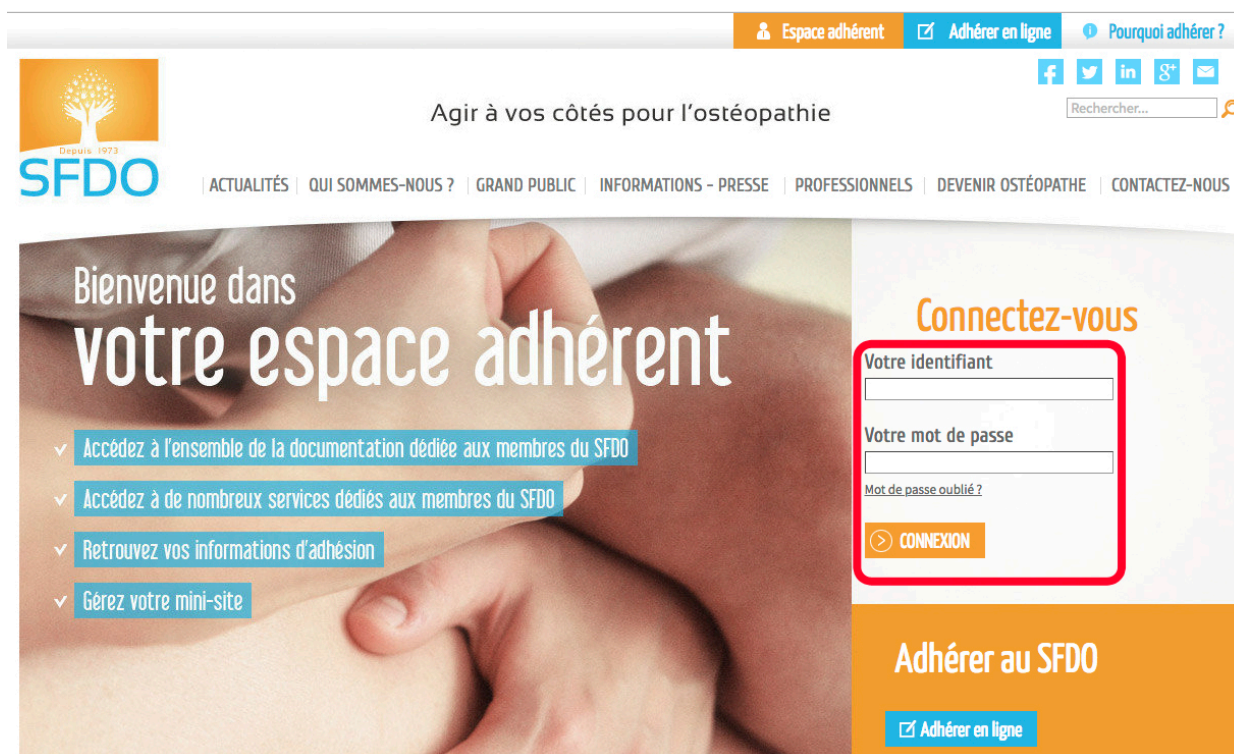 Espace adhérent
Adhérer en ligne
Pourquoi adhérer ?
Rechercher...
Agir à vos côtés pour l'ostéopathie
Depuis 1973
SFDO
ACTUALITÉS
QUI SOMMES-NOUS ?
GRAND PUBLIC
INFORMATIONS - PRESSE
PROFESSIONNELS
DEVENIR OSTÉOPATHE
CONTACTEZ-NOUS
Bienvenue dans
votre espace adhérent
Accédez à l'ensemble de la documentation dédiée aux membres du SFDO
Accédez à de nombreux services dédiés aux membres du SFDO
Retrouvez vos informations d'adhésion
Gérez votre mini-site
Connectez-vous
Votre identifiant
Votre mot de passe
Mot de passe oublié ?
CONNEXION
Adhérer au SFDO
Adhérer en ligne